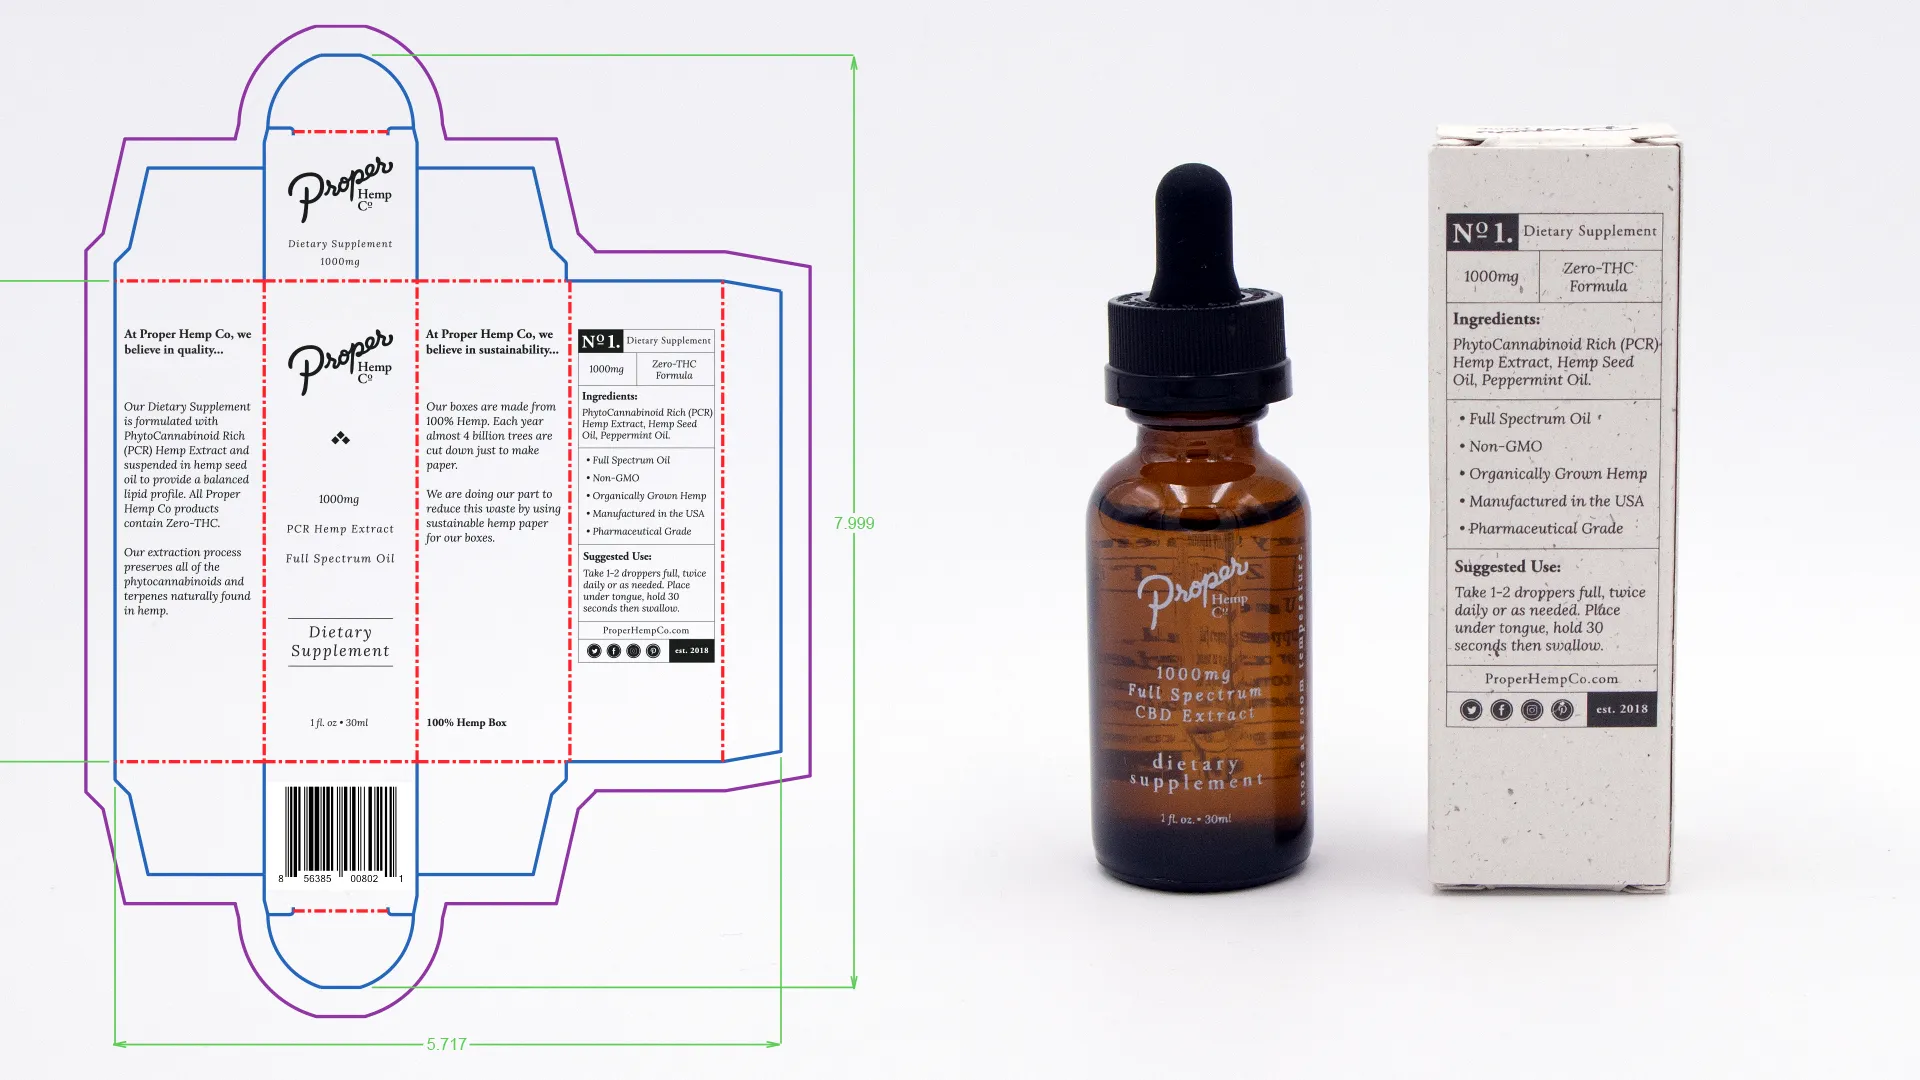 Proper
Hemp
Cº
Dietary Supplement
1000mg
At Proper Hemp Co, we
believe in quality...
Our Dietary Supplement
is formulated with
PhytoCannabinoid Rich
(PCR) Hemp Extract and
suspended in hemp seed
oil to provide a balanced
lipid profile. All Proper
Hemp Co products
contain Zero-THC.
Our extraction process
preserves all of the
phytocannabinoids and
terpenes naturally found
in hemp.
Proper
Hemp
Cº
1000mg
PCR Hemp Extract
Full Spectrum Oil
Dietary
Supplement
1 fl. oz • 30ml
At Proper Hemp Co, we
believe in sustainability...
Our boxes are made from
100% Hemp. Each year
almost 4 billion trees are
cut down just to make
paper.
We are doing our part to
reduce this waste by using
sustainable hemp paper
for our boxes.
100% Hemp Box
Nº 1. Dietary Supplement
1000mg
Zero-THC
Formula
Ingredients:
PhytoCannabinoid Rich (PCR)
Hemp Extract, Hemp Seed
Oil, Peppermint Oil.
• Full Spectrum Oil
• Non-GMO
• Organically Grown Hemp
• Manufactured in the USA
• Pharmaceutical Grade
Suggested Use:
Take 1-2 droppers full, twice
daily or as needed. Place
under tongue, hold 30
seconds then swallow.
ProperHempCo.com
est. 2018
8 56385 00802 1
7.999
5.717
Proper
Hemp
Cº
1000mg
Full Spectrum
CBD Extract
dietary
supplement
1 fl. oz. • 30ml
store at room temperature.
Proper
Nº 1. Dietary Supplement
1000mg
Zero-THC
Formula
Ingredients:
PhytoCannabinoid Rich (PCR)
Hemp Extract, Hemp Seed
Oil, Peppermint Oil.
• Full Spectrum Oil
• Non-GMO
• Organically Grown Hemp
• Manufactured in the USA
• Pharmaceutical Grade
Suggested Use:
Take 1-2 droppers full, twice
daily or as needed. Place
under tongue, hold 30
seconds then swallow.
ProperHempCo.com
est. 2018